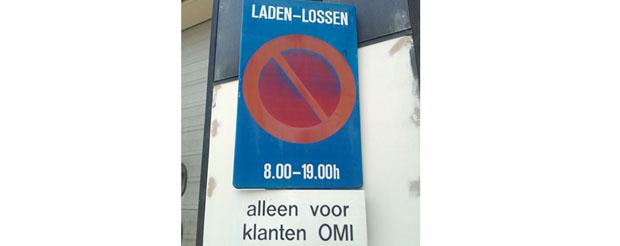 LADEN-LOSSEN
8.00-19.00h
alleen voor
klanten OMI